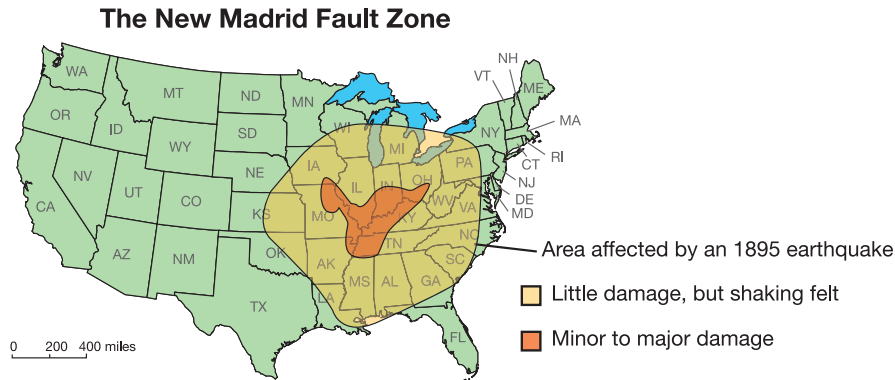 The New Madrid Fault Zone
WA
MT
ND
MN
VT
NH
ME
OR
ID
SD
WI
NY
MA
WY
MI
RI
NE
IA
PA
CT
NV
UT
CO
IL
IN
OH
NJ
DE
MD
CA
KS
MO
KY
WV
VA
AZ
NM
OK
AK
TN
NC
SC
TX
LA
MS
AL
GA
FL
Area affected by an 1895 earthquake
Little damage, but shaking felt
Minor to major damage
0 200 400 miles